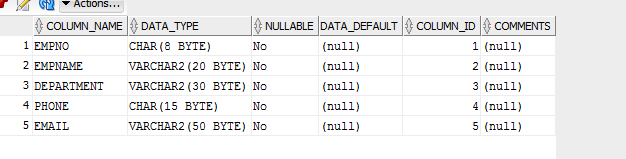 Actions...
COLUMN_NAME DATA_TYPE NULLABLE DATA_DEFAULT COLUMN_ID COMMENTS
1 EMPNO CHAR(8 BYTE) No (null) 1 (null)
2 EMPNAME VARCHAR2(20 BYTE) No (null) 2 (null)
3 DEPARTMENT VARCHAR2(30 BYTE) No (null) 3 (null)
4 PHONE CHAR(15 BYTE) No (null) 4 (null)
5 EMAIL VARCHAR2(50 BYTE) No (null) 5 (null)